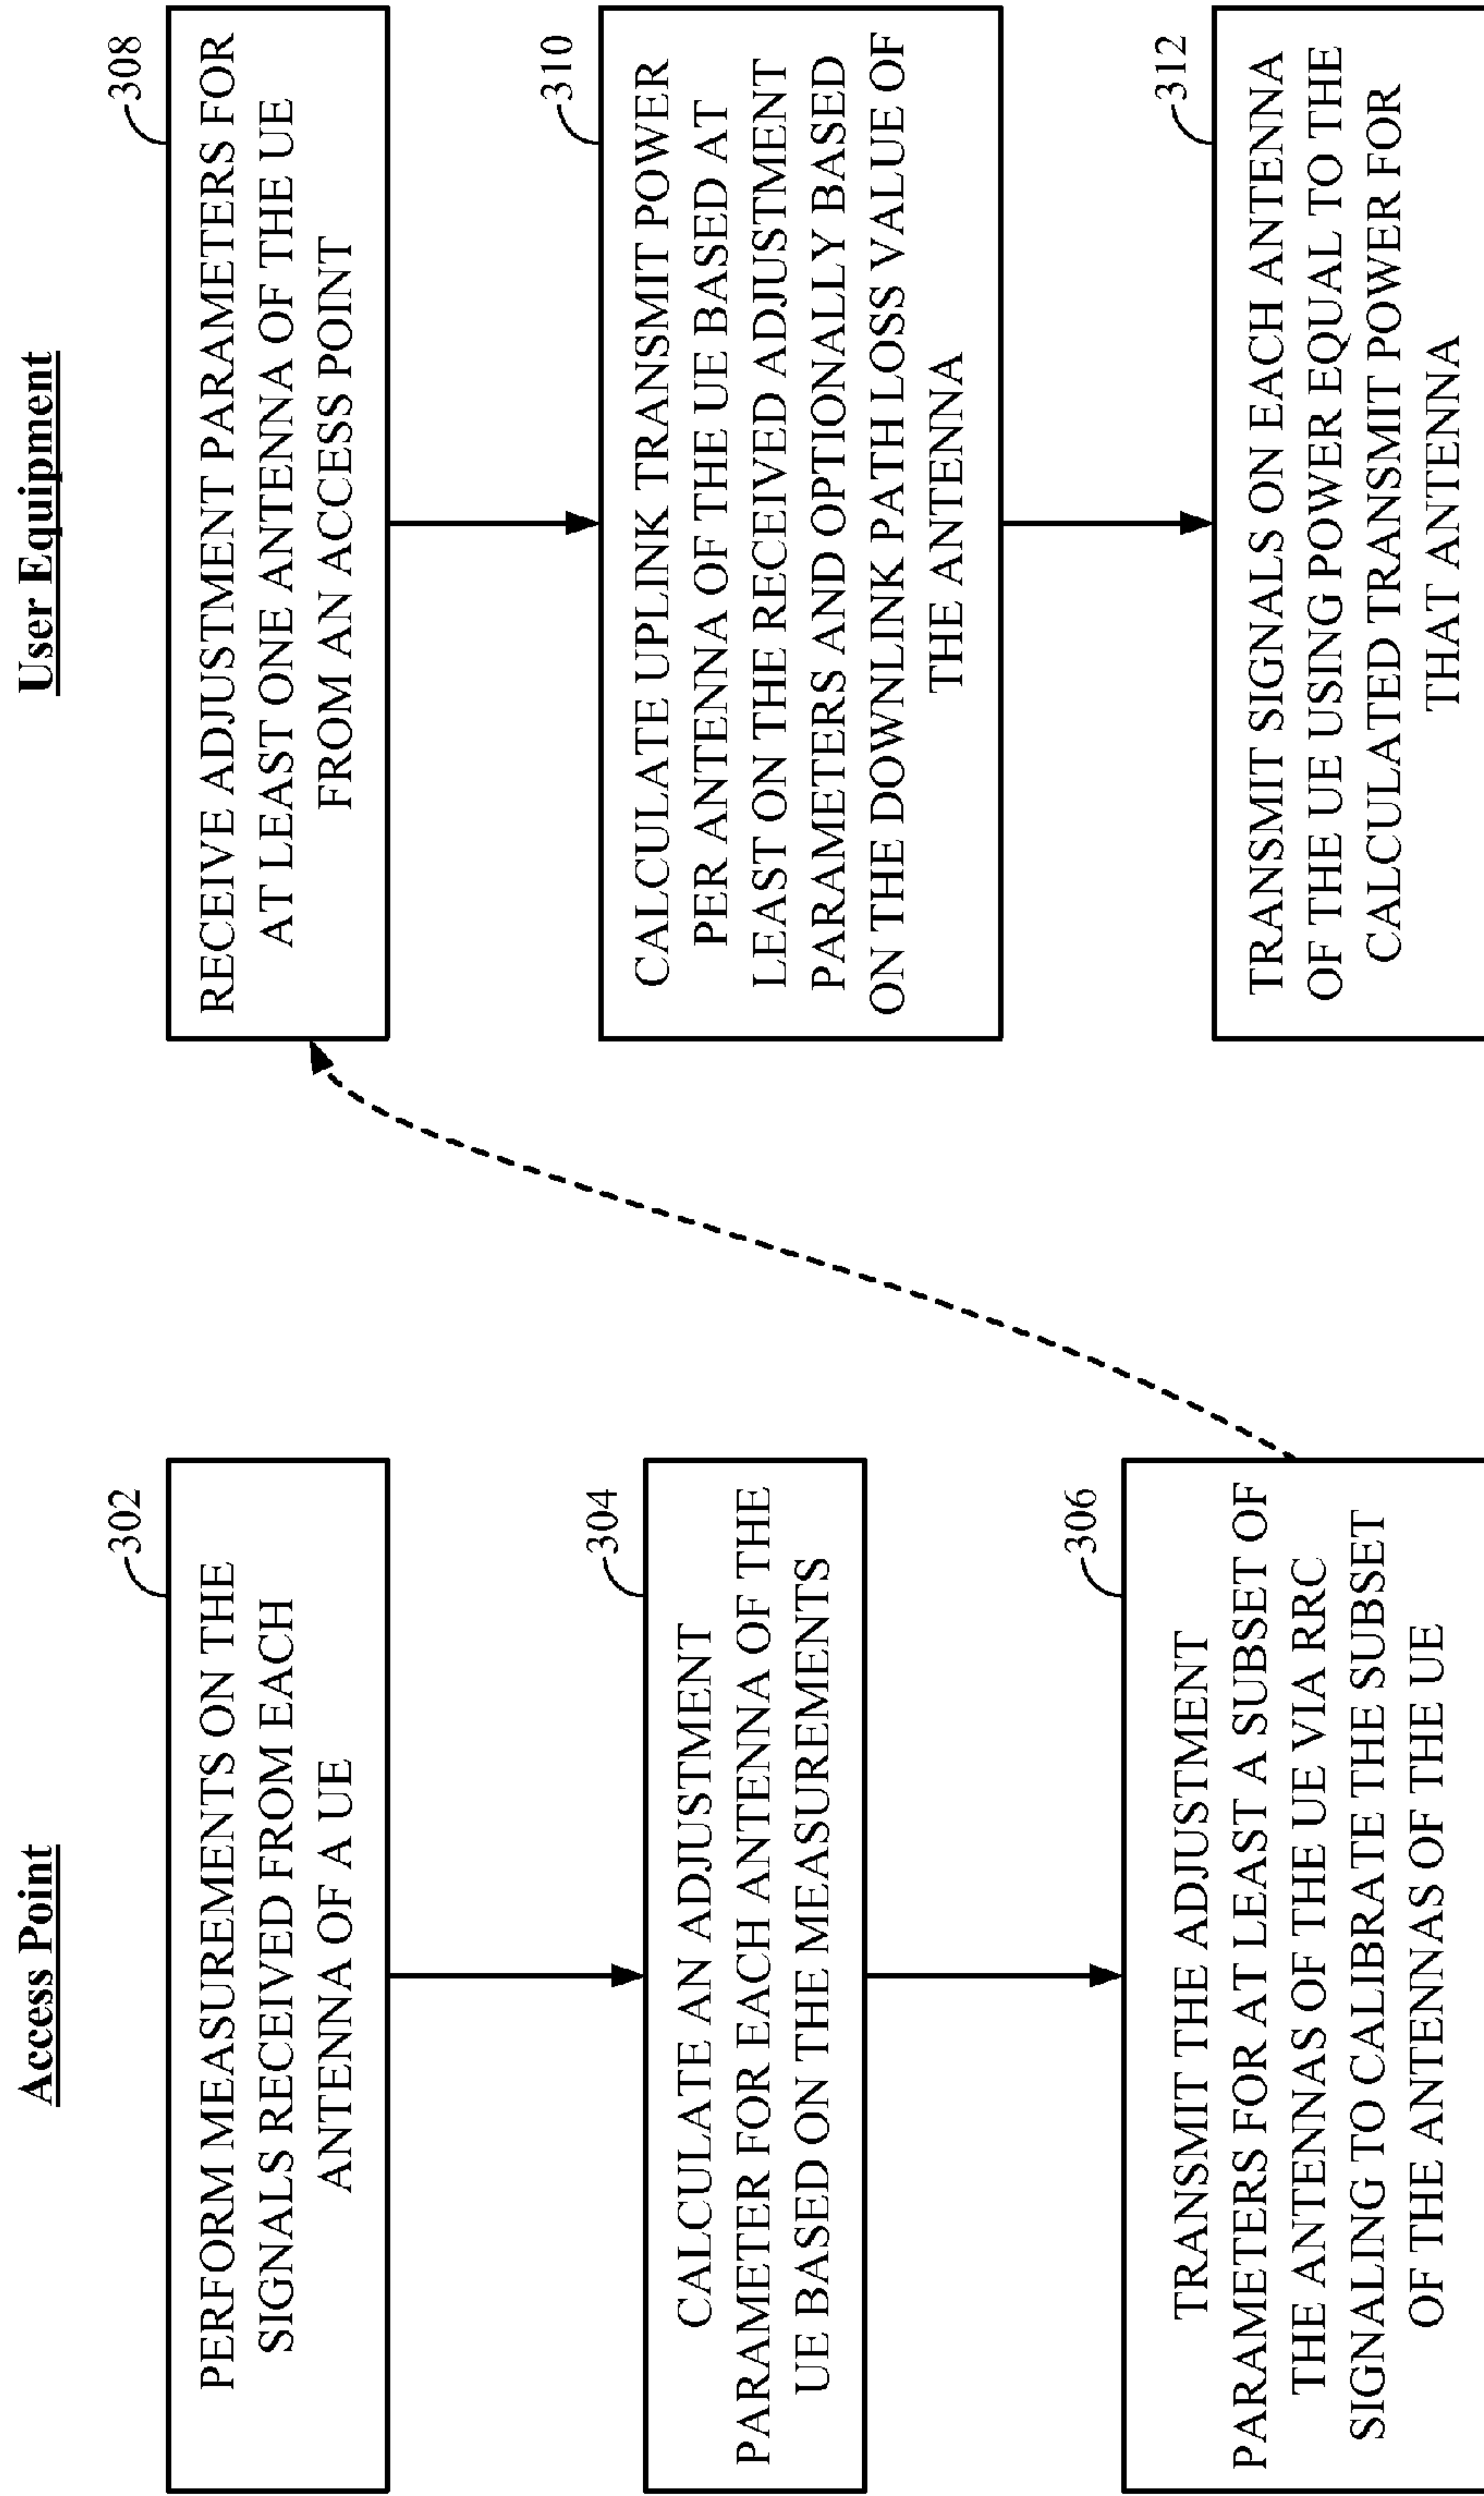 Access Point
302
PERFORM MEASUREMENTS ON THE
SIGNALS RECEIVED FROM EACH
ANTENNA OF A UE
304
CALCULATE AN ADJUSTMENT
PARAMETER FOR EACH ANTENNA OF THE
UE BASED ON THE MEASUREMENTS
306
TRANSMIT THE ADJUSTMENT
PARAMETERS FOR AT LEAST A SUBSET OF
THE ANTENNAS OF THE UE VIA RRC
SIGNALING TO CALIBRATE THE SUBSET
OF THE ANTENNAS OF THE UE
User Equipment
308
RECEIVE ADJUSTMENT PARAMETERS FOR
AT LEAST ONE ANTENNA OF THE UE
FROM AN ACCESS POINT
310
CALCULATE UPLINK TRANSMIT POWER
PER ANTENNA OF THE UE BASED AT
LEAST ON THE RECEIVED ADJUSTMENT
PARAMETERS AND OPTIONALLY BASED
ON THE DOWNLINK PATH LOSS VALUE OF
THE ANTENNA
312
TRANSMIT SIGNALS ON EACH ANTENNA
OF THE UE USING POWER EQUAL TO THE
CALCULATED TRANSMIT POWER FOR
THAT ANTENNA